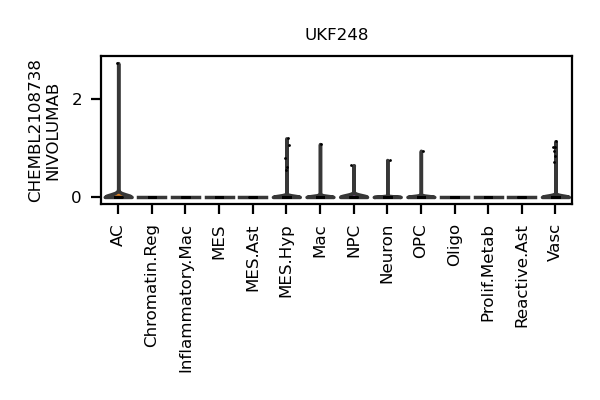 UKF248
CHEMBL2108738
NIVOLUMAB
2
0
AC
Chromatin.Reg
Inflammatory.Mac
MES
MES.Ast
MES.Hyp
Mac
NPC
Neuron
OPC
Oligo
Prolif.Metab
Reactive.Ast
Vasc